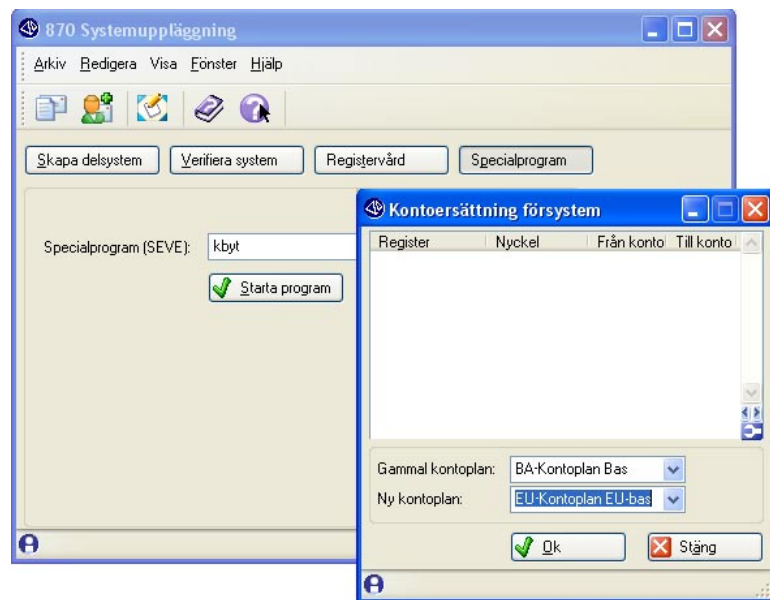 870 Systemuppläggning
Arkiv Redigera Visa Fönster Hjälp
Skapa delsystem Verifiera system Registervård Specialprogram
Specialprogram (SEVE): kbyt
Starta program
Kontoersättning försystem
Register Nyckel Från konto Till konto
Gammal kontoplan: BA-Kontoplan Bas
Ny kontoplan: EU-Kontoplan EU-bas
Ok Stäng